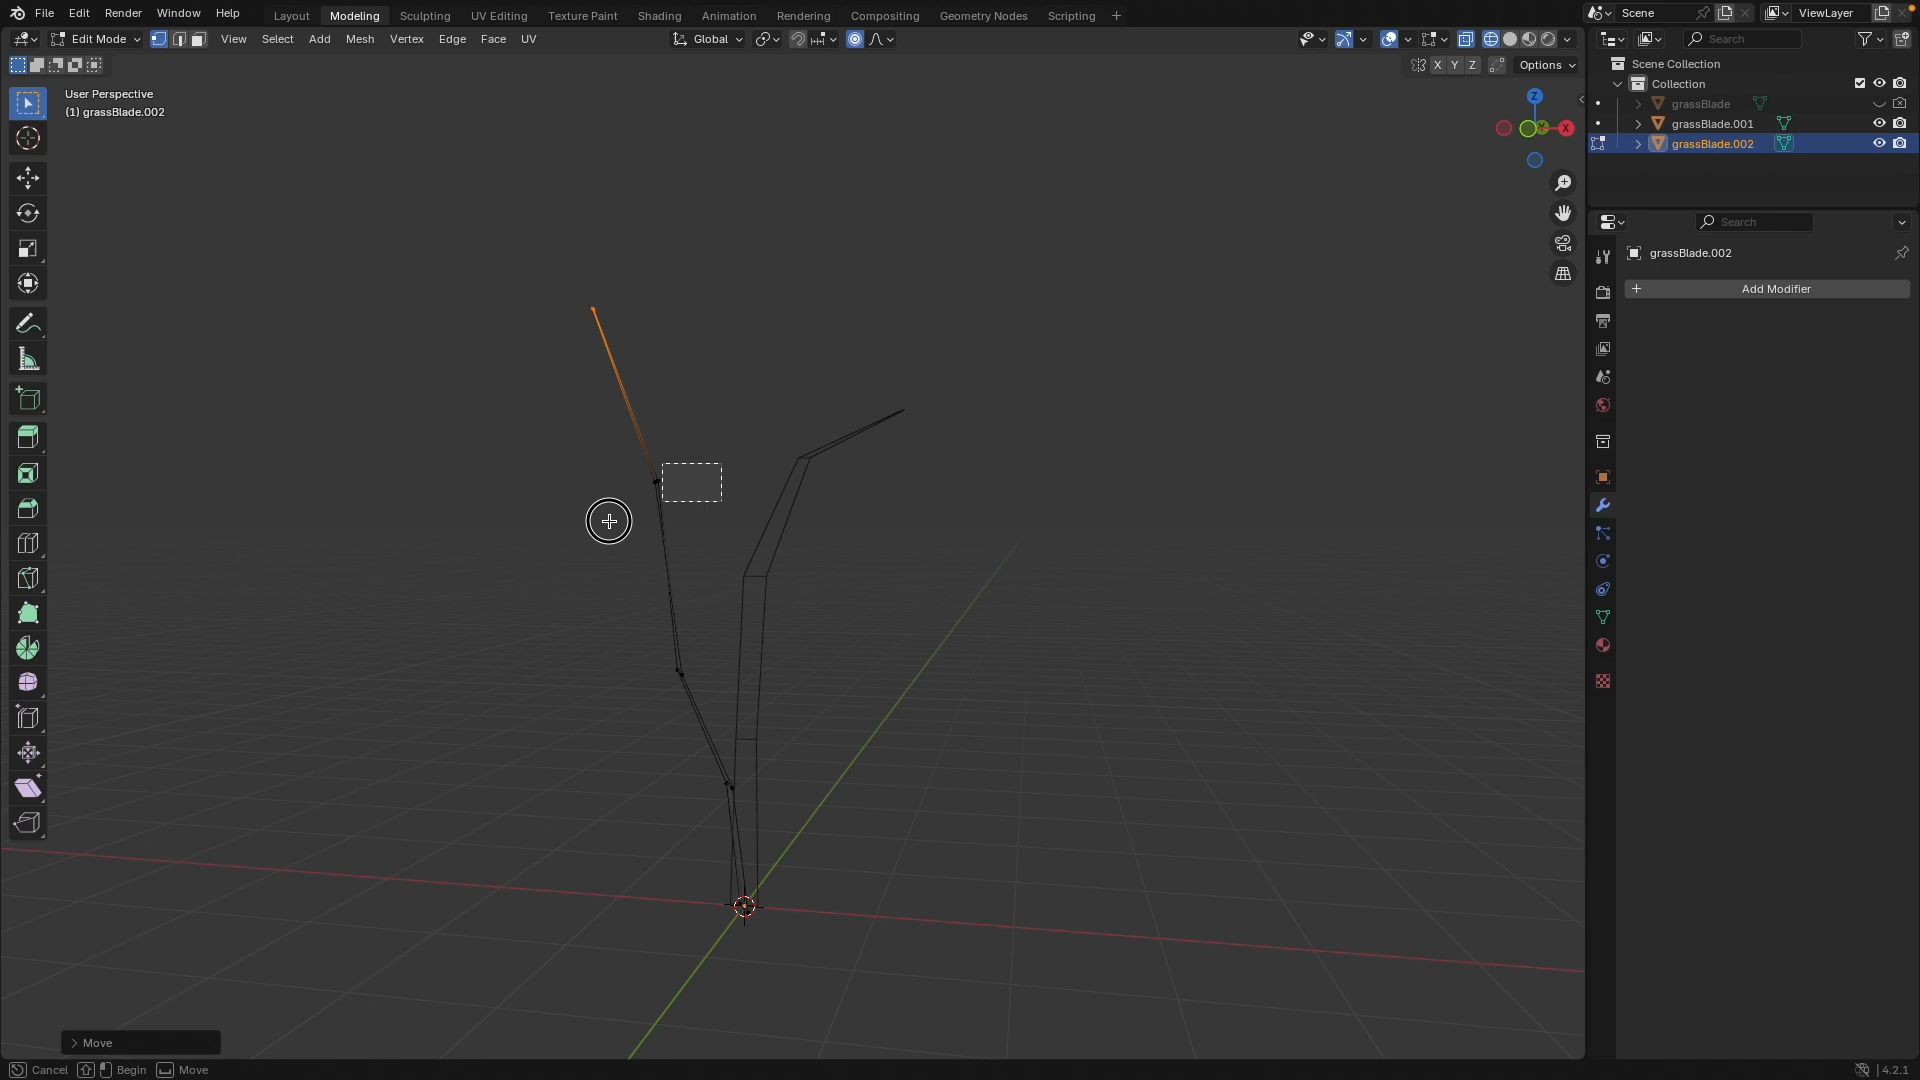 File Edit Render Window Help Layout Modeling Sculpting UV Editing Texture Paint Shading Animation Rendering Compositing Geometry Nodes Scripting + Scene ViewLayer
Edit Mode View Select Add Mesh Vertex Edge Face UV Global Search
X Y Z Options
User Perspective
(1) grassBlade.002
Z
X
Scene Collection
Collection
grassBlade
grassBlade.001
grassBlade.002
Search
grassBlade.002
+ Add Modifier
> Move
Cancel Begin Move 4.2.1